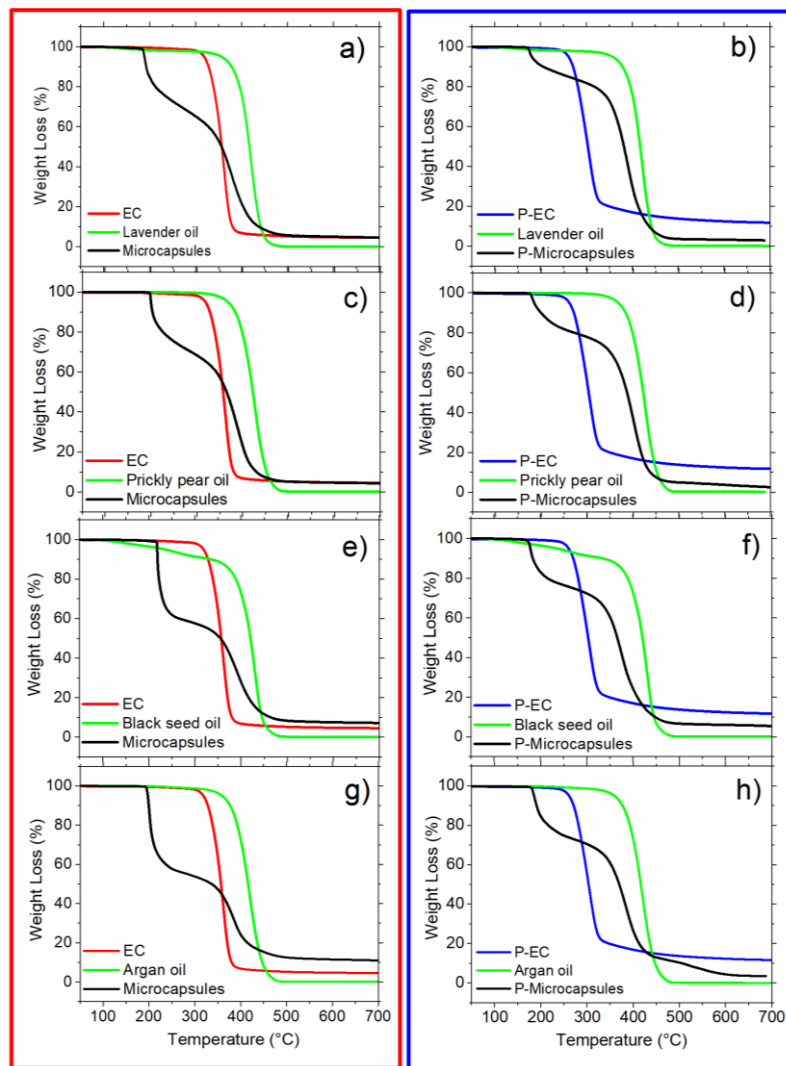 a)
100
80
60
40
20
0
Weight Loss (%)
EC
Lavender oil
Microcapsules
b)
100
80
60
40
20
0
Weight Loss (%)
P-EC
Lavender oil
P-Microcapsules
c)
100
80
60
40
20
0
Weight Loss (%)
EC
Prickly pear oil
Microcapsules
d)
100
80
60
40
20
0
Weight Loss (%)
P-EC
Prickly pear oil
P-Microcapsules
e)
100
80
60
40
20
0
Weight Loss (%)
EC
Black seed oil
Microcapsules
f)
100
80
60
40
20
0
Weight Loss (%)
P-EC
Black seed oil
P-Microcapsules
g)
100
80
60
40
20
0
Weight Loss (%)
EC
Argan oil
Microcapsules
100 200 300 400 500 600 700
Temperature (°C)
h)
100
80
60
40
20
0
Weight Loss (%)
P-EC
Argan oil
P-Microcapsules
100 200 300 400 500 600 700
Temperature (°C)